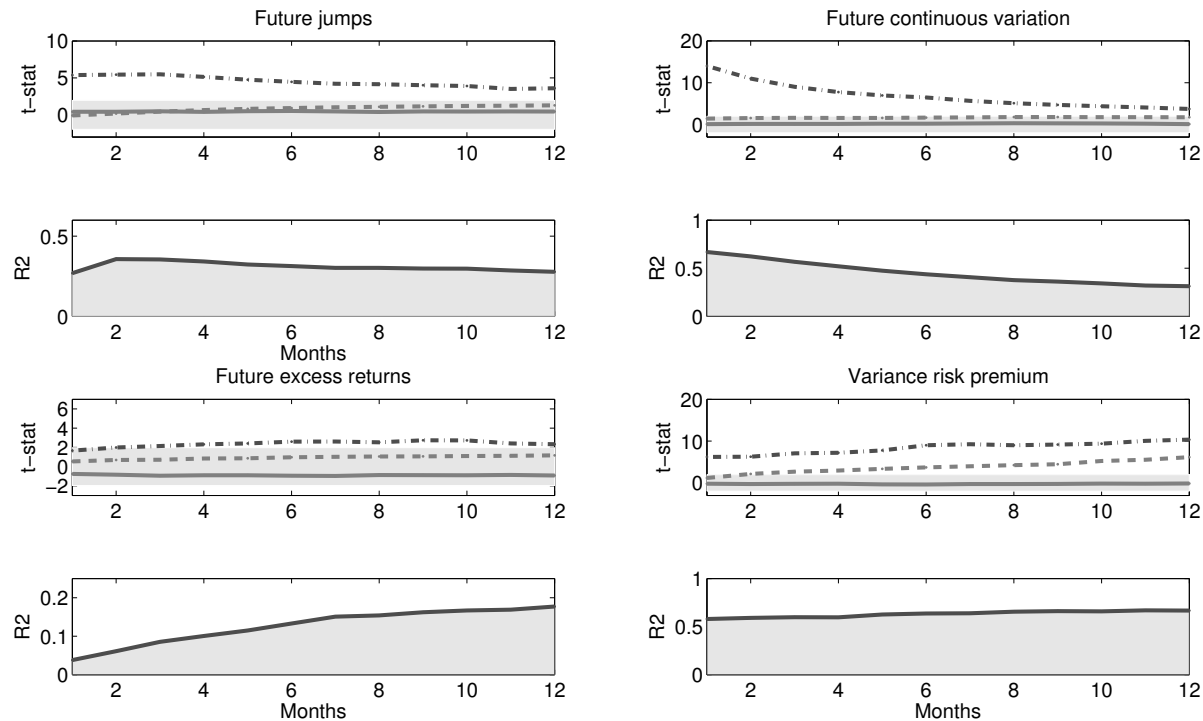 Future jumps
10
5
0
t−stat
2 4 6 8 10 12
0.5
0
R2
2 4 6 8 10 12
Months
Future continuous variation
20
10
0
t−stat
2 4 6 8 10 12
1
0.5
0
R2
2 4 6 8 10 12
Future excess returns
6
4
2
0
−2
t−stat
2 4 6 8 10 12
0.2
0.1
0
R2
2 4 6 8 10 12
Months
Variance risk premium
20
10
0
t−stat
2 4 6 8 10 12
1
0.5
0
R2
2 4 6 8 10 12
Months